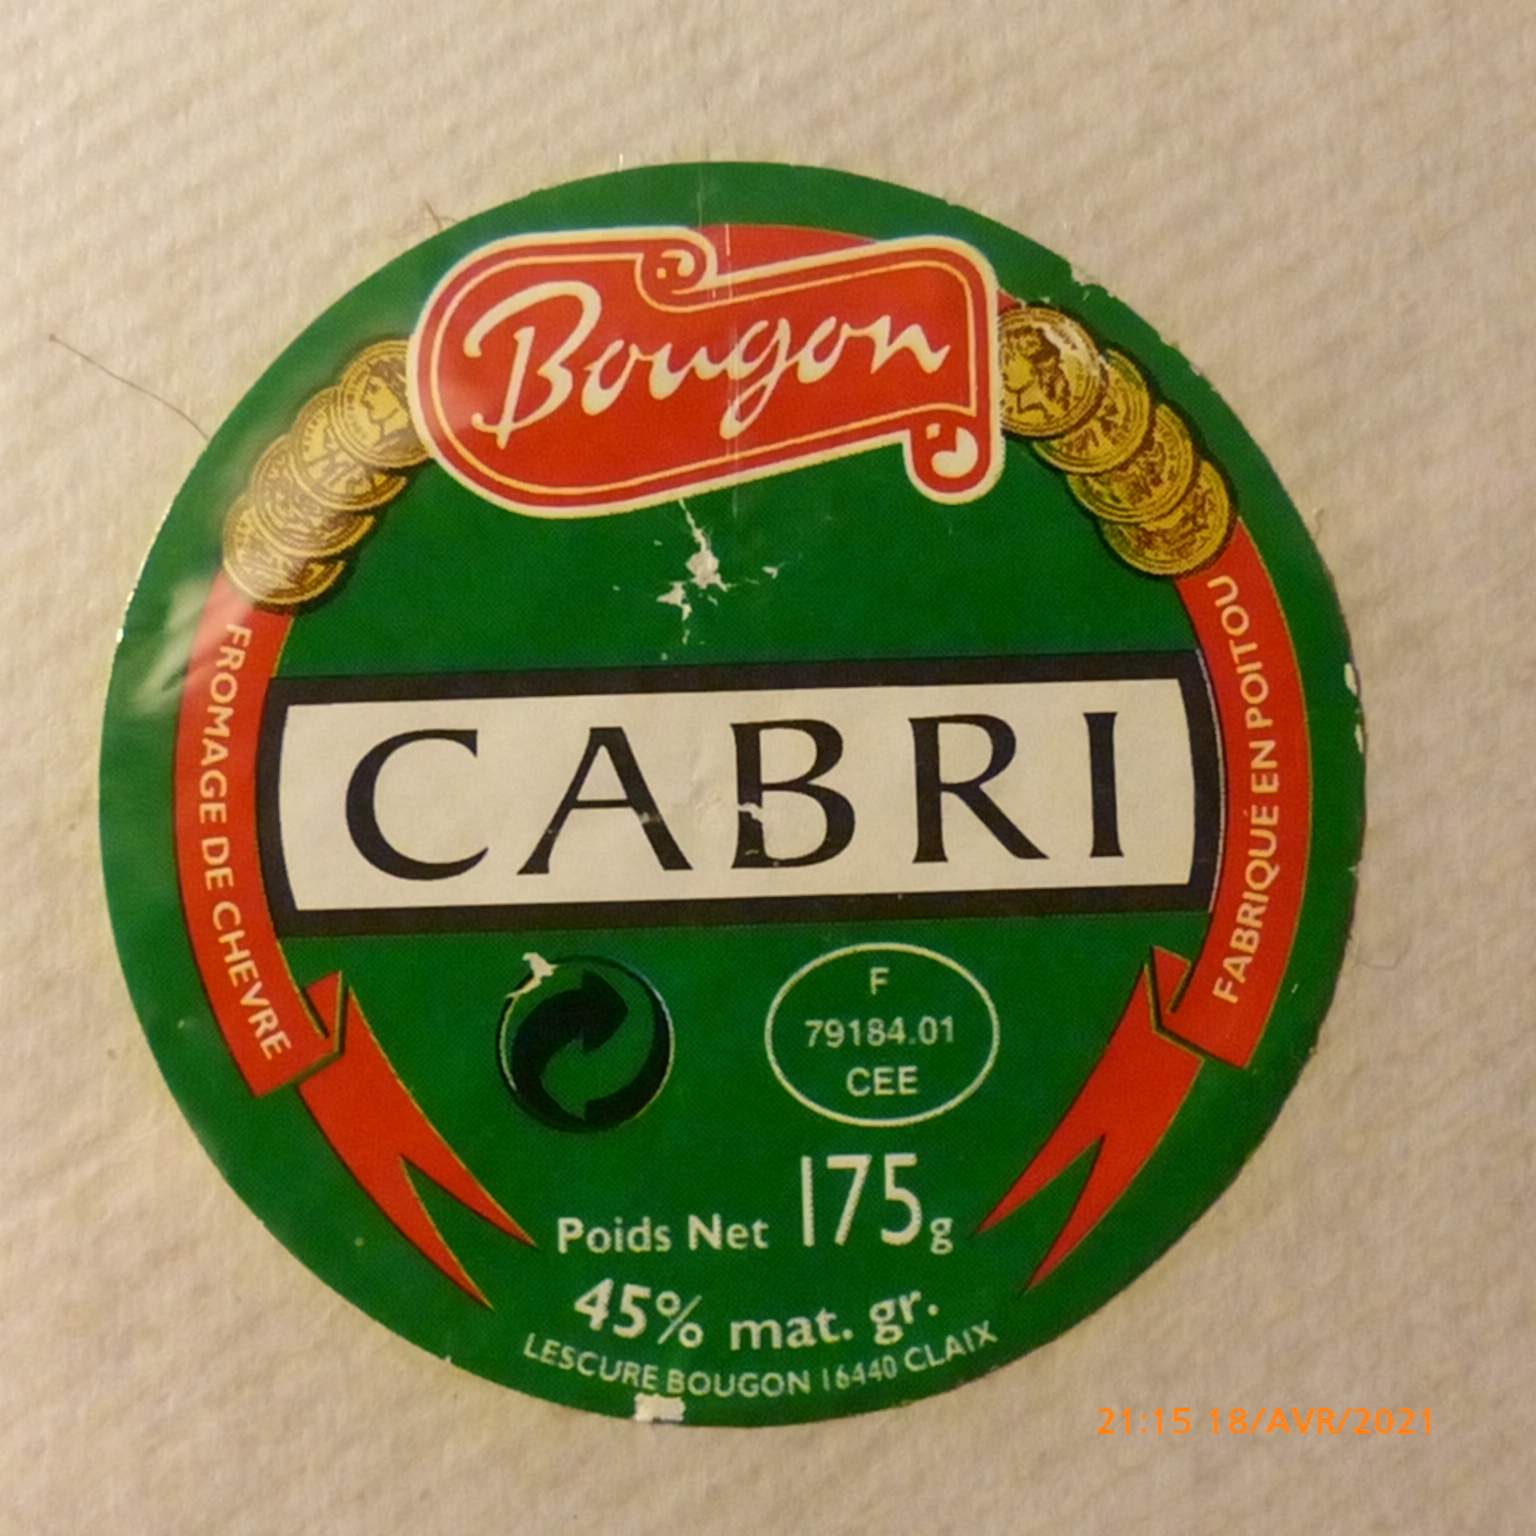 Bougon
FROMAGE DE CHEVRE
FABRIQUÉ EN POITOU
CABRI
F
79184.01
CEE
Poids Net 175g
45% mat. gr.
LESCURE BOUGON 16440 CLAIX
21:15 18/AVR/2021